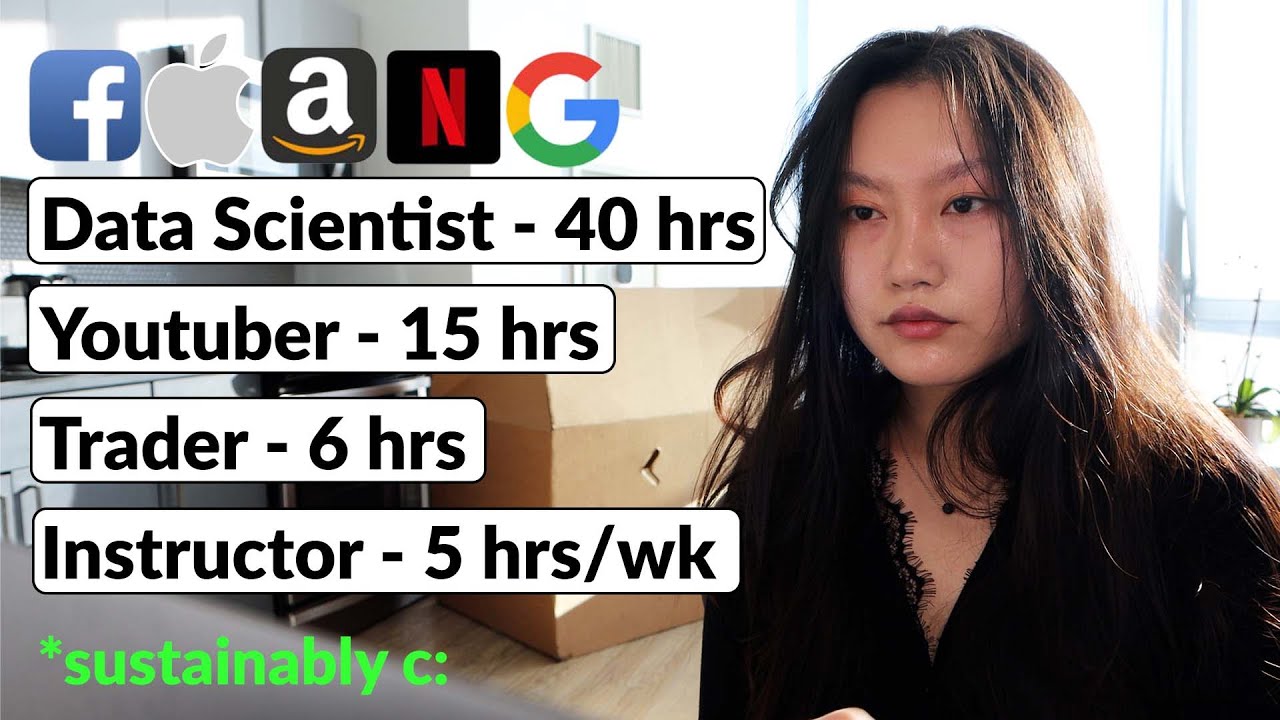 f a N G
Data Scientist - 40 hrs
Youtuber - 15 hrs
Trader - 6 hrs
Instructor - 5 hrs/wk
*sustainably c: